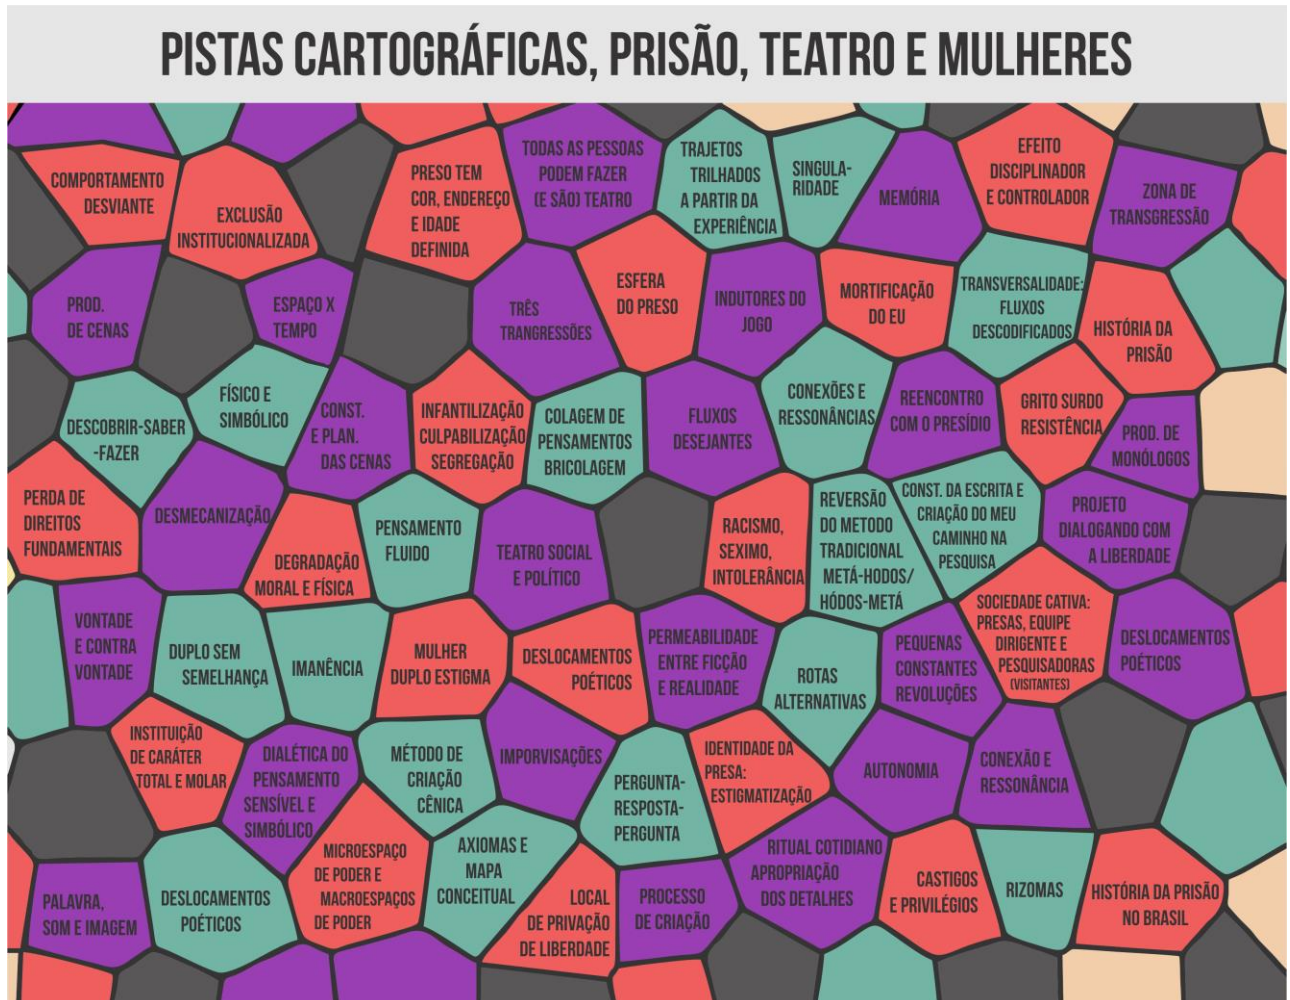 PISTAS CARTOGRÁFICAS, PRISÃO, TEATRO E MULHERES
COMPORTAMENTO
DESVIANTE
EXCLUSÃO
INSTITUCIONALIZADA
PRESO TEM
COR, ENDEREÇO
E IDADE
DEFINIDA
TODAS AS PESSOAS
PODEM FAZER
(E SÃO) TEATRO
TRAJETOS
TRILHADOS
A PARTIR DA
EXPERIÊNCIA
SINGULA-
RIDADE
MEMÓRIA
EFEITO
DISCIPLINADOR
E CONTROLADOR
ZONA DE
TRANSGRESSÃO
PROD.
DE CENAS
ESPAÇO X
TEMPO
TRÊS
TRANGRESSÕES
ESFERA
DO PRESO
INDUTORES DO
JOGO
MORTIFICAÇÃO
DO EU
TRANSVERSALIDADE:
FLUXOS
DESCODIFICADOS
HISTÓRIA DA
PRISÃO
DESCOBRIR-SABER
-FAZER
FÍSICO E
SIMBÓLICO
CONST.
E PLAN.
DAS CENAS
INFANTILIZAÇÃO
CULPABILIZAÇÃO
SEGREGAÇÃO
COLAGEM DE
PENSAMENTOS
BRICOLAGEM
FLUXOS
DESEJANTES
CONEXÕES E
RESSONÂNCIAS
REENCONTRO
COM O PRESÍDIO
GRITO SURDO
RESISTÊNCIA
PROD. DE
MONÓLOGOS
PERDA DE
DIREITOS
FUNDAMENTAIS
DESMECANIZAÇÃO
DEGRADAÇÃO
MORAL E FÍSICA
PENSAMENTO
FLUIDO
TEATRO SOCIAL
E POLÍTICO
RACISMO,
SEXIMO,
INTOLERÂNCIA
REVERSÃO
DO METODO
TRADICIONAL
METÁ-HODOS/
HÓDOS-METÁ
CONST. DA ESCRITA E
CRIAÇÃO DO MEU
CAMINHO NA
PESQUISA
PROJETO
DIALOGANDO COM
A LIBERDADE
VONTADE
E CONTRA
VONTADE
DUPLO SEM
SEMELHANÇA
IMANÊNCIA
MULHER
DUPLO ESTIGMA
DESLOCAMENTOS
POÉTICOS
PERMEABILIDADE
ENTRE FICÇÃO
E REALIDADE
ROTAS
ALTERNATIVAS
PEQUENAS
CONSTANTES
REVOLUÇÕES
SOCIEDADE CATIVA:
PRESAS, EQUIPE
DIRIGENTE E
PESQUISADORAS
(VISITANTES)
DESLOCAMENTOS
POÉTICOS
INSTITUIÇÃO
DE CARÁTER
TOTAL E MOLAR
DIALÉTICA DO
PENSAMENTO
SENSÍVEL E
SIMBÓLICO
MÉTODO DE
CRIAÇÃO
CÊNICA
IMPORVISAÇÕES
PERGUNTA-
RESPOSTA-
PERGUNTA
IDENTIDADE DA
PRESA:
ESTIGMATIZAÇÃO
AUTONOMIA
CONEXÃO E
RESSONÂNCIA
PALAVRA,
SOM E IMAGEM
DESLOCAMENTOS
POÉTICOS
MICROESPAÇO
DE PODER E
MACROESPAÇOS
DE PODER
AXIOMAS E
MAPA
CONCEITUAL
LOCAL
DE PRIVAÇÃO
DE LIBERDADE
PROCESSO
DE CRIAÇÃO
RITUAL COTIDIANO
APROPRIAÇÃO
DOS DETALHES
CASTIGOS
E PRIVILÉGIOS
RIZOMAS
HISTÓRIA DA PRISÃO
NO BRASIL